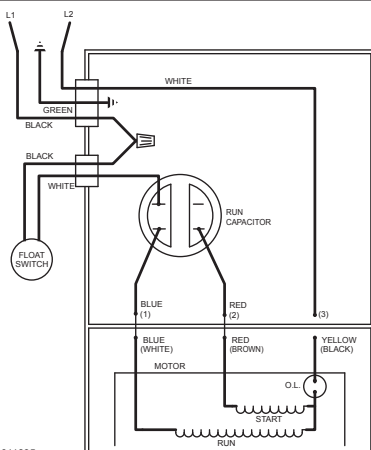 L1
L2
WHITE
GREEN
BLACK
BLACK
WHITE
RUN
CAPACITOR
FLOAT
SWITCH
BLUE
(1)
RED
(2)
(3)
BLUE
(WHITE)
RED
(BROWN)
YELLOW
(BLACK)
MOTOR
O.L.
START
RUN